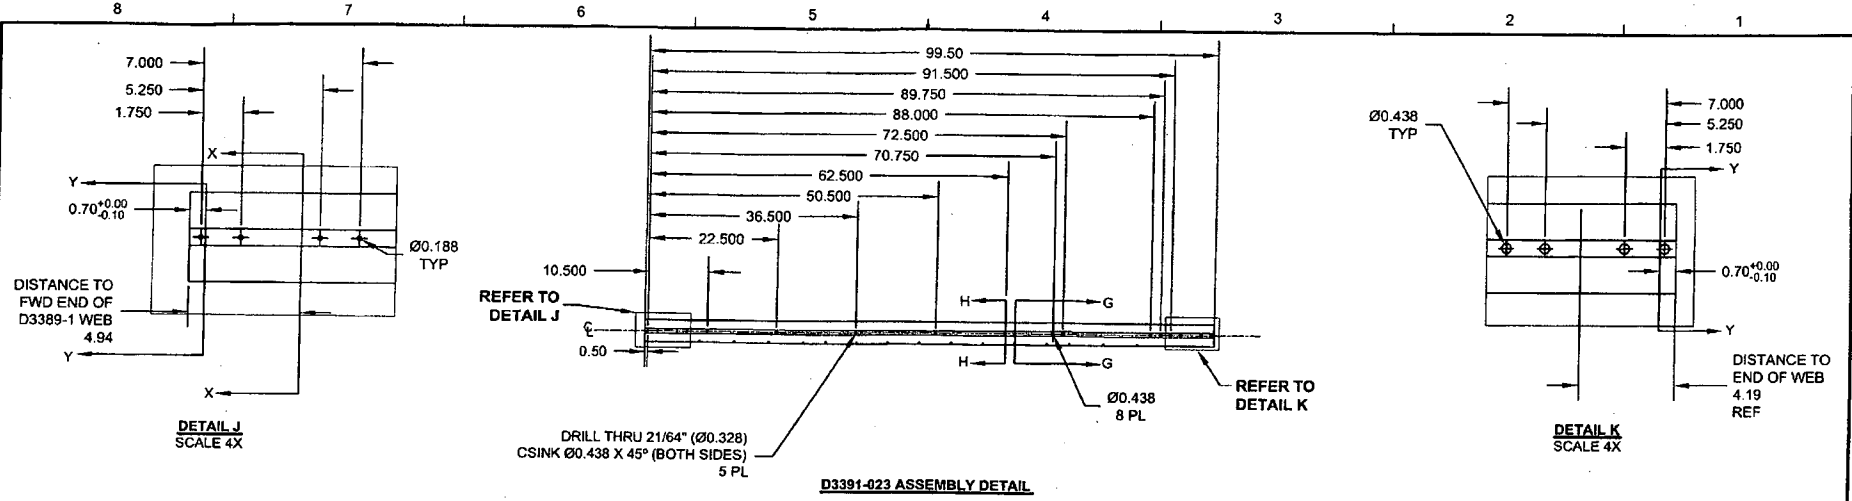 8 7 5 4 3 2 1
7.000
5.250
1.750
X
Y
0.70 +0.00 -0.10
Ø0.188
TYP
DISTANCE TO
FWD END OF
D3389-1 WEB
4.94
Y
X
DETAIL J
SCALE 4X
99.50
91.500
89.750
88.000
72.500
70.750
62.500
50.500
36.500
22.500
10.500
REFER TO
DETAIL J
H G
℄
0.50
H G
REFER TO
DETAIL K
Ø0.438
8 PL
DRILL THRU 21/64" (Ø0.328)
CSINK Ø0.438 X 45° (BOTH SIDES)
5 PL
D3391-023 ASSEMBLY DETAIL
Ø0.438
TYP
7.000
5.250
1.750
Y
0.70 +0.00 -0.10
Y
DISTANCE TO
END OF WEB
4.19
REF
DETAIL K
SCALE 4X